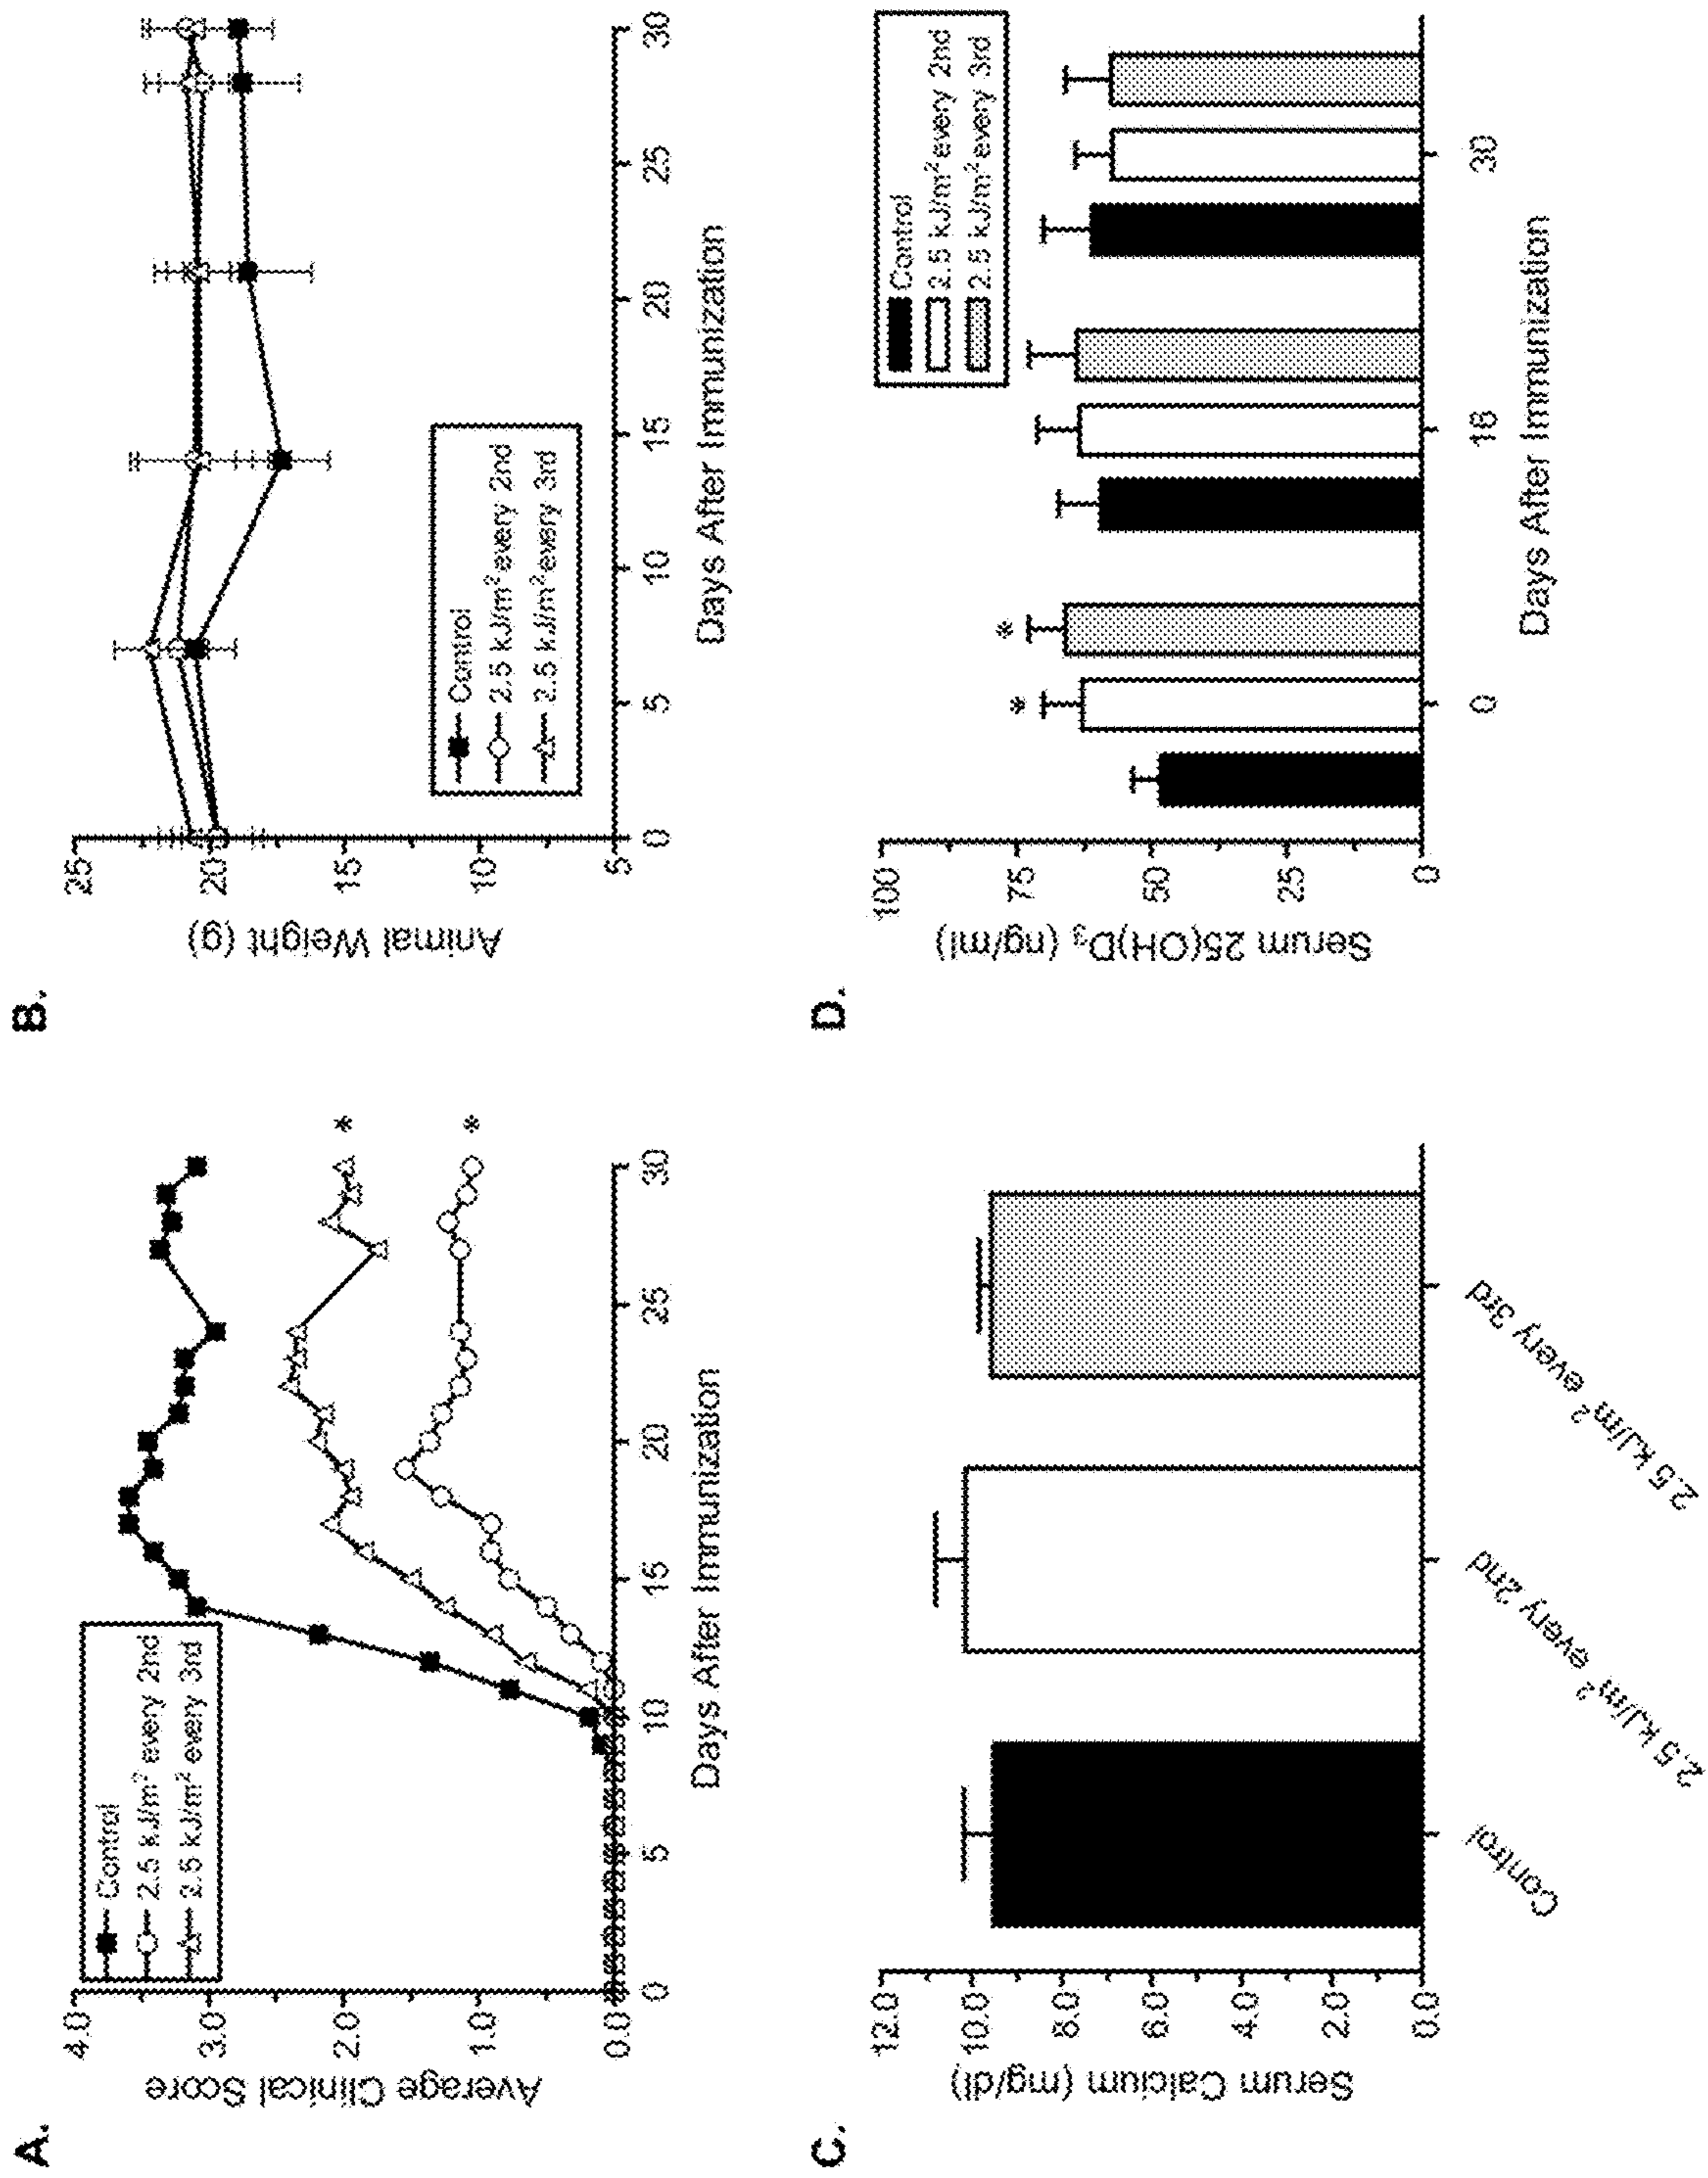 A.
Average Clinical Score
4.0
3.0
2.0
1.0
0.0
Control
2.5 kJ/m² every 2nd
2.5 kJ/m² every 3rd
0 5 10 15 20 25 30
Days After Immunization
B.
Animal Weight (g)
25
20
15
10
5
Control
2.5 kJ/m² every 2nd
2.5 kJ/m² every 3rd
0 5 10 15 20 25 30
Days After Immunization
C.
Serum Calcium (mg/dl)
12.0
10.0
8.0
6.0
4.0
2.0
0.0
Control
2.5 kJ/m² every 2nd
2.5 kJ/m² every 3rd
D.
Serum 25(OH)D₃ (ng/ml)
100
75
50
25
0
Control
2.5 kJ/m² every 2nd
2.5 kJ/m² every 3rd
* *
0 18 30
Days After Immunization
* *